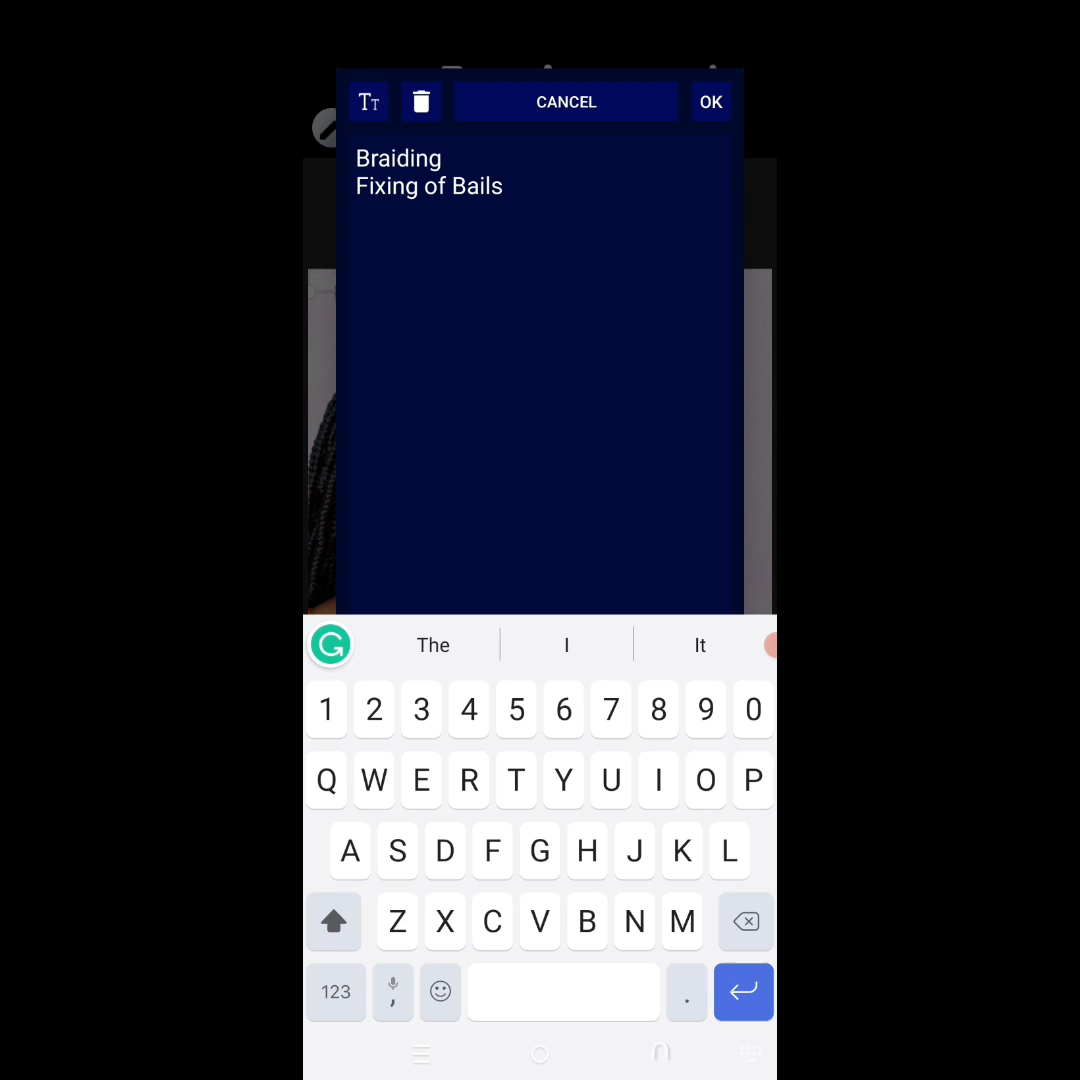 TT
CANCEL
OK
Braiding
Fixing of Bails
The
I
It
1 2 3 4 5 6 7 8 9 0
Q W E R T Y U I O P
A S D F G H J K L
Z X C V B N M
123
,
.